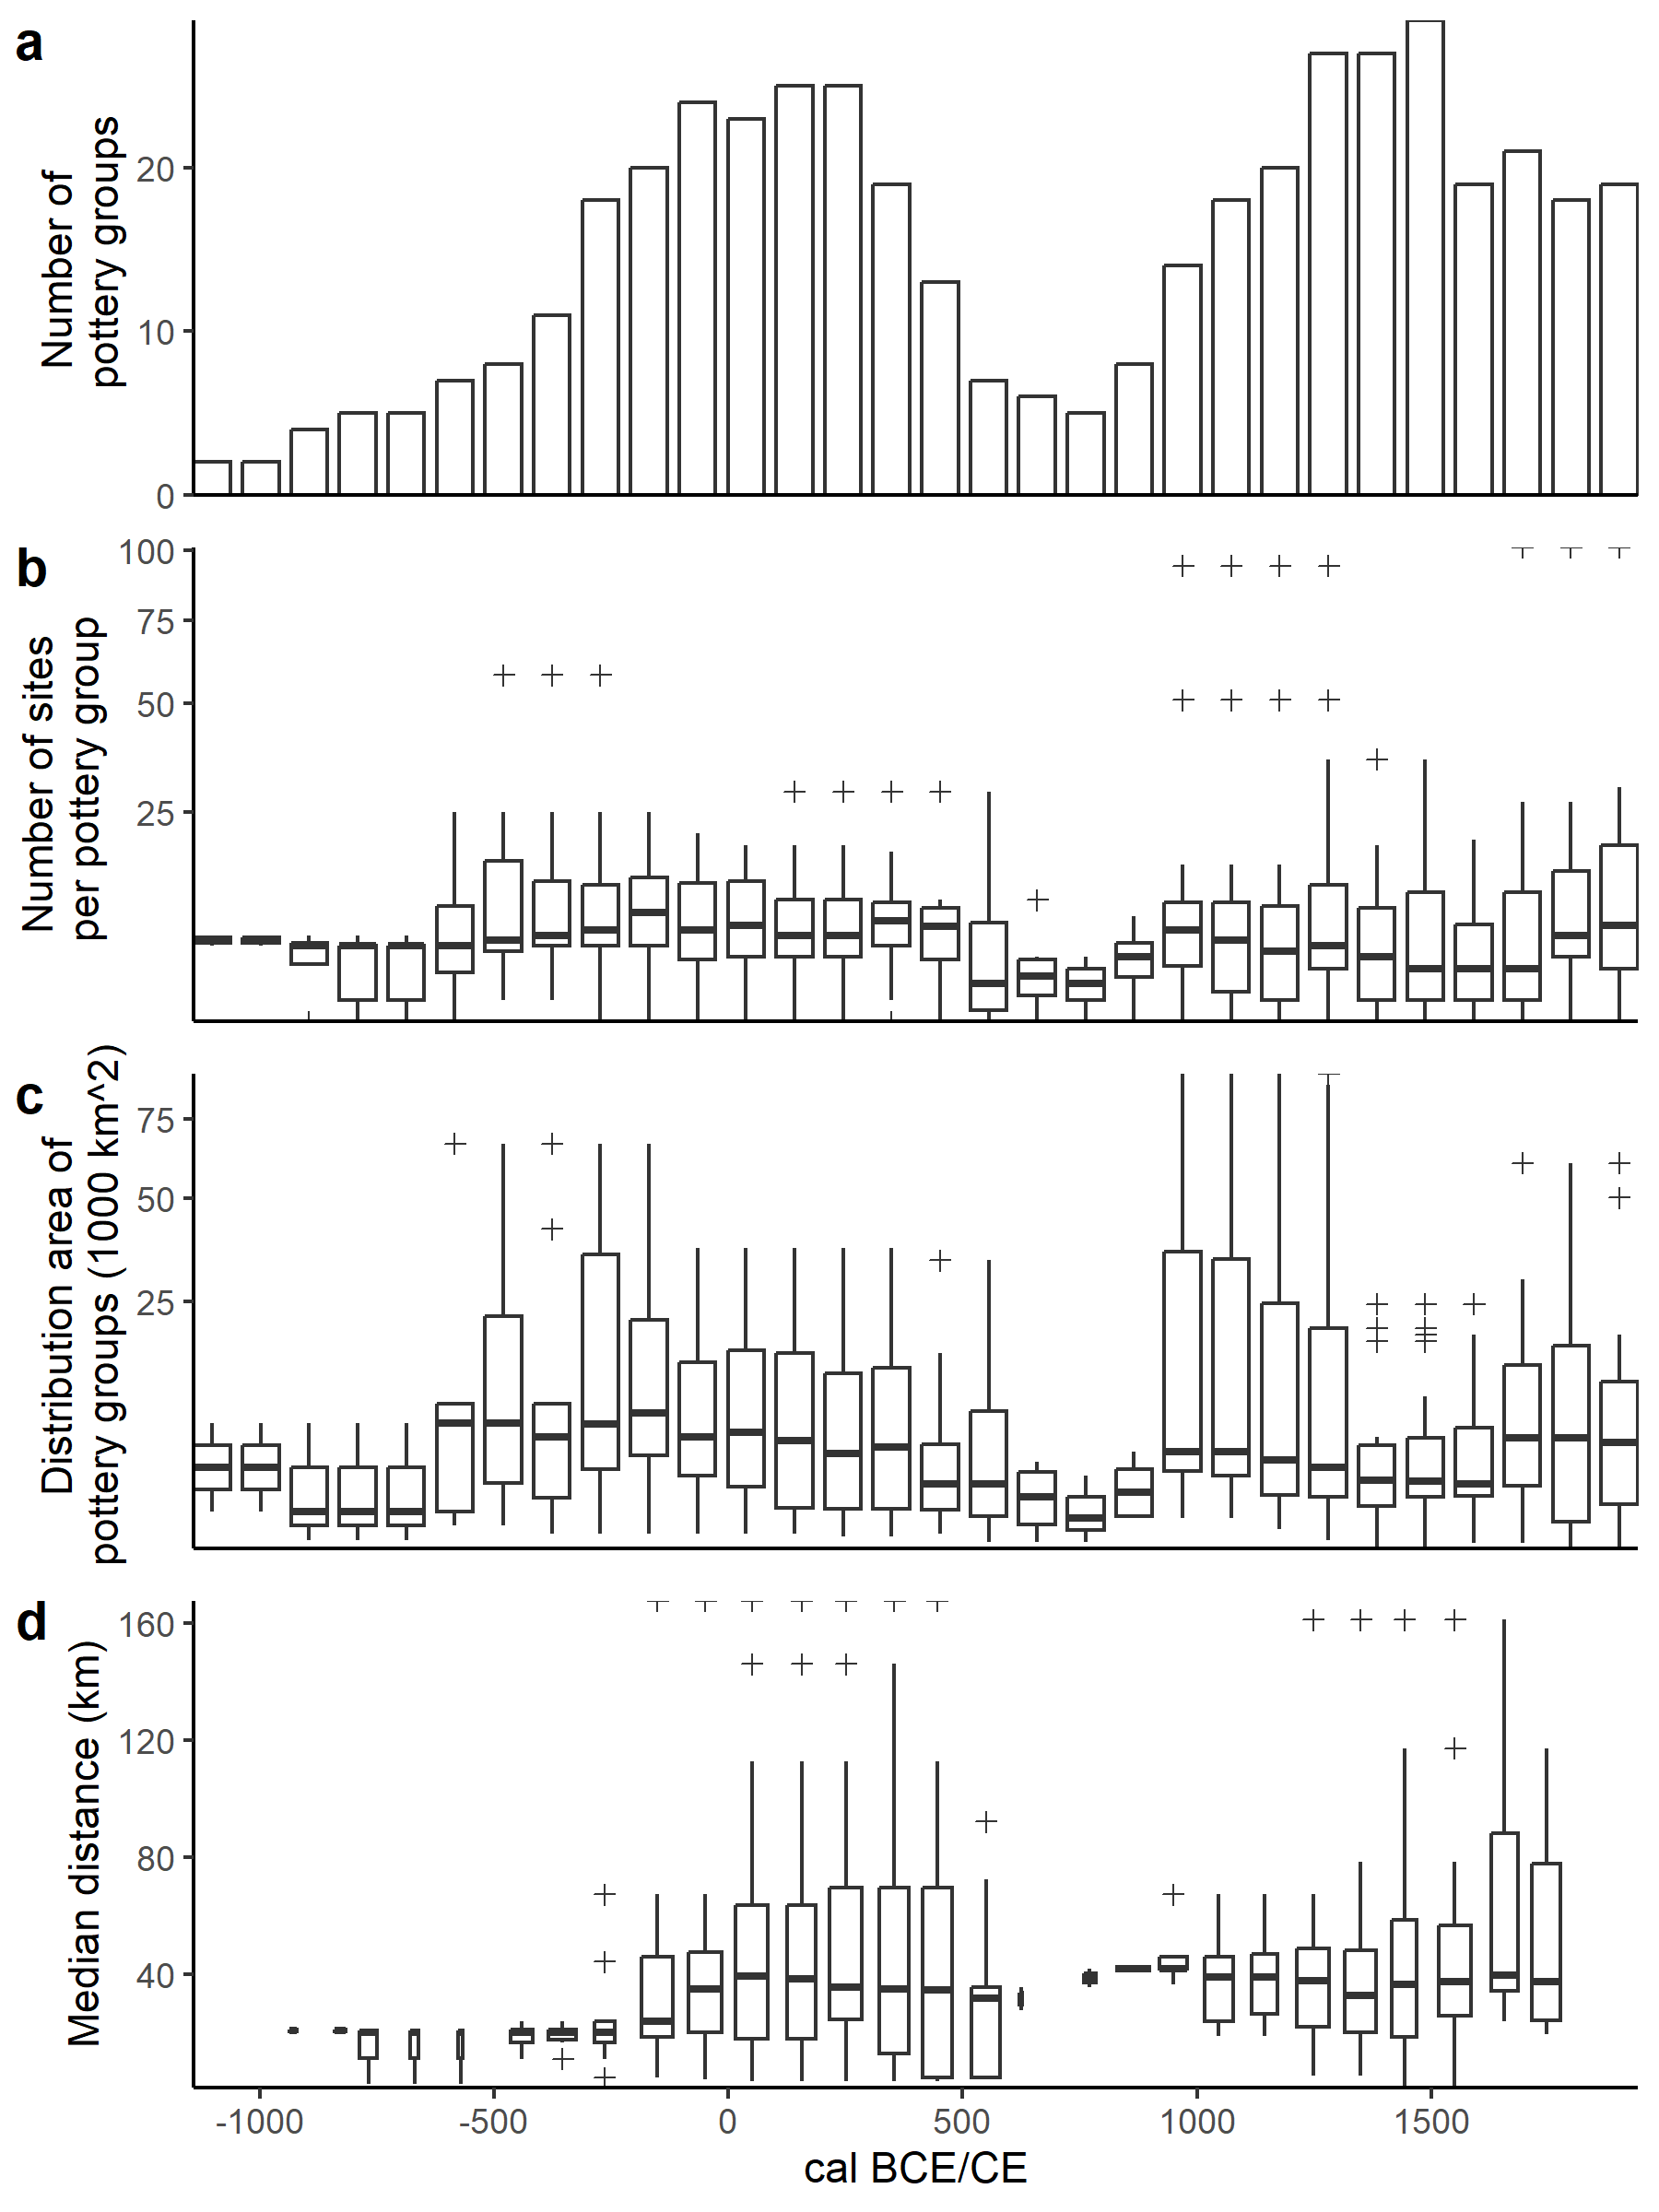 a
Number of
pottery groups
20
10
0
b
Number of sites
per pottery group
100
75
50
25
c
Distribution area of
pottery groups (1000 km^2)
75
50
25
d
Median distance (km)
160
120
80
40
-1000
-500
0
500
1000
1500
cal BCE/CE